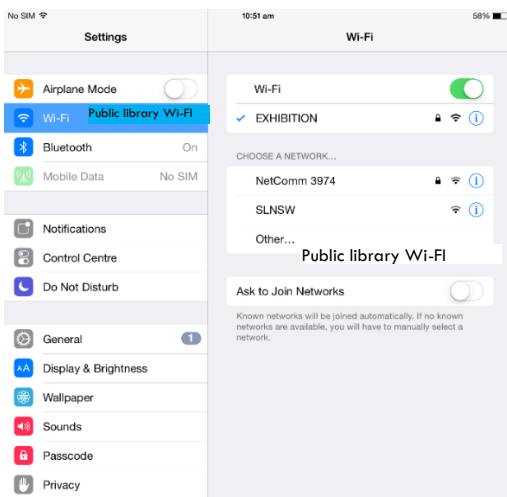 No SIM 10:51 am 58%
Settings
Wi-Fi
Airplane Mode
Wi-Fi Public library Wi-FI
Bluetooth On
Mobile Data No SIM
Notifications
Control Centre
Do Not Disturb
General 1
Display & Brightness
Wallpaper
Sounds
Passcode
Privacy
Wi-Fi
EXHIBITION
CHOOSE A NETWORK...
NetComm 3974
SLNSW
Other...
Public library Wi-FI
Ask to Join Networks
Known networks will be joined automatically. If no known
networks are available, you will have to manually select a
network.